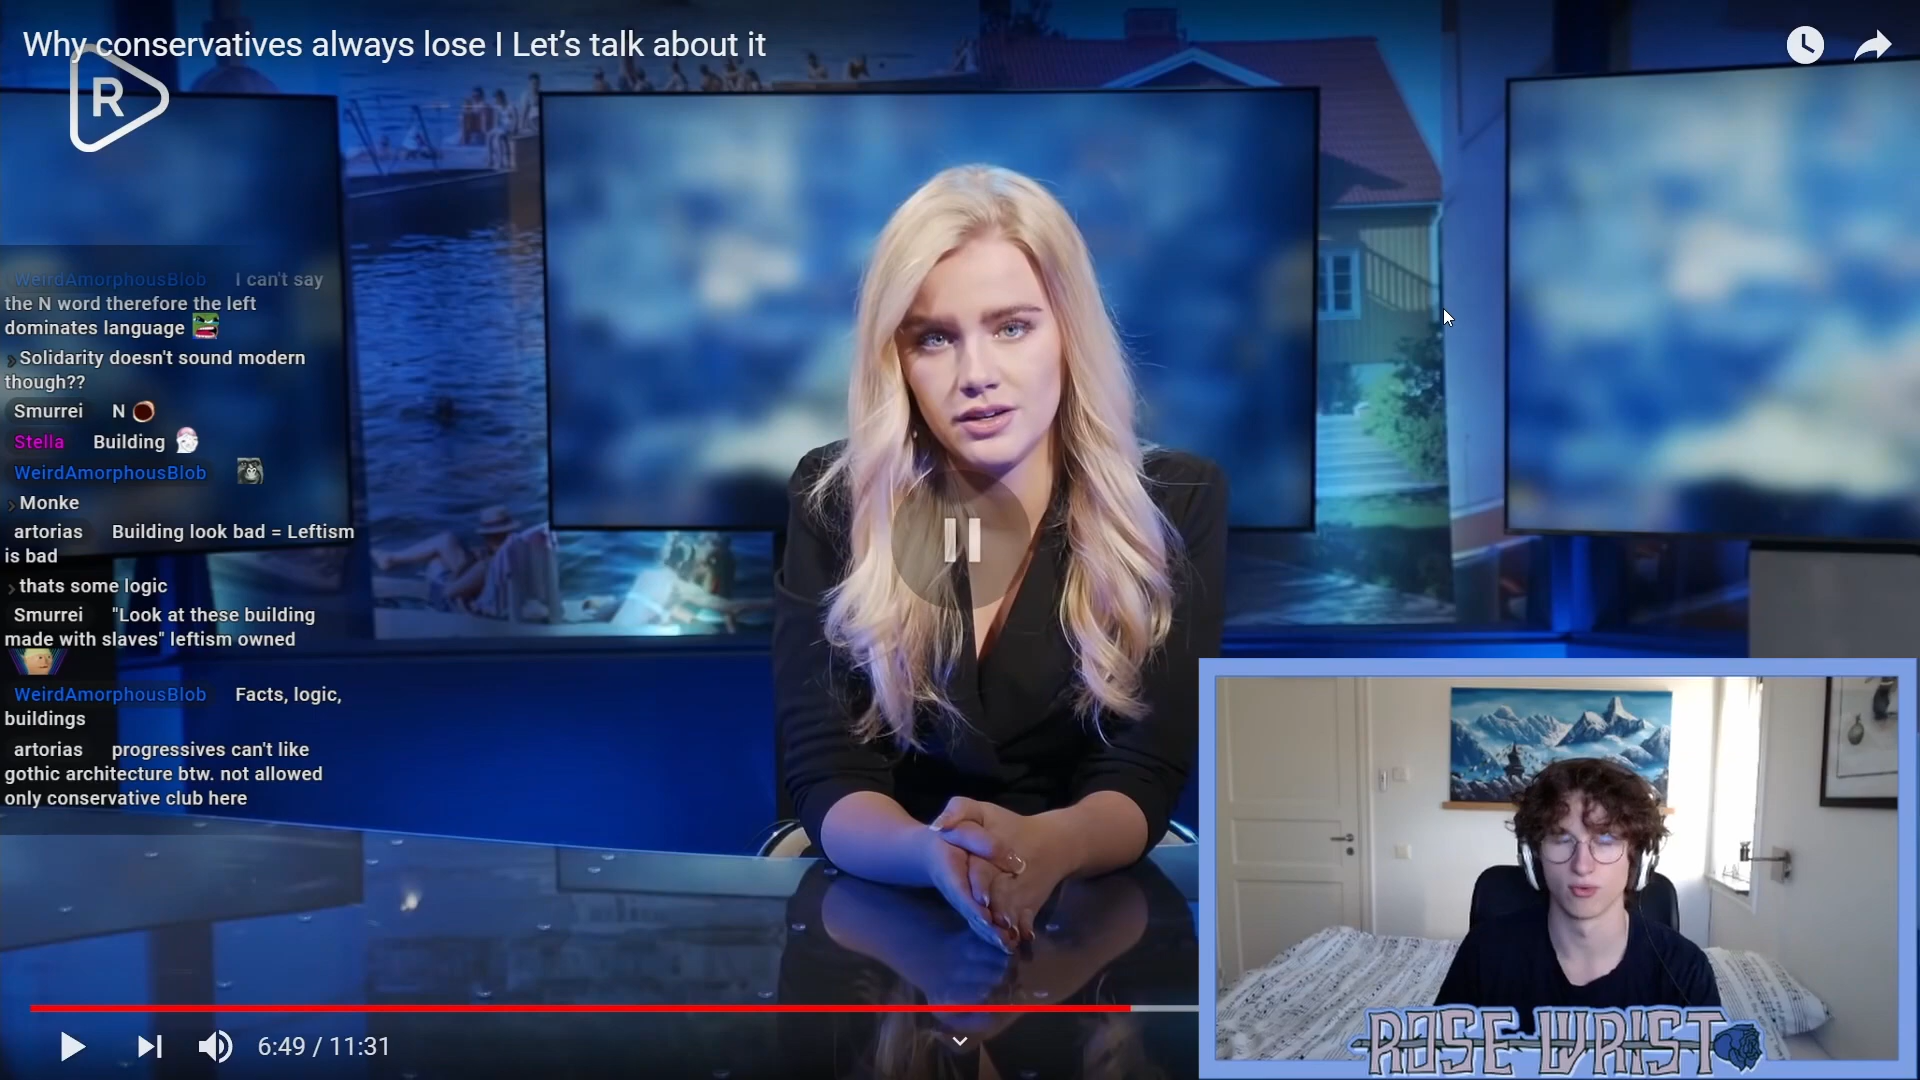 Why conservatives always lose I Let's talk about it
R
WeirdAmorphousBlob I can't say
the N word therefore the left
dominates language
Solidarity doesn't sound modern
though??
Smurrei N
Stella Building
WeirdAmorphousBlob
Monke
artorias Building look bad = Leftism
is bad
thats some logic
Smurrei "Look at these building
made with slaves" leftism owned
WeirdAmorphousBlob Facts, logic,
buildings
artorias progressives can't like
gothic architecture btw. not allowed
only conservative club here
6:49 / 11:31
ROSE WRIST